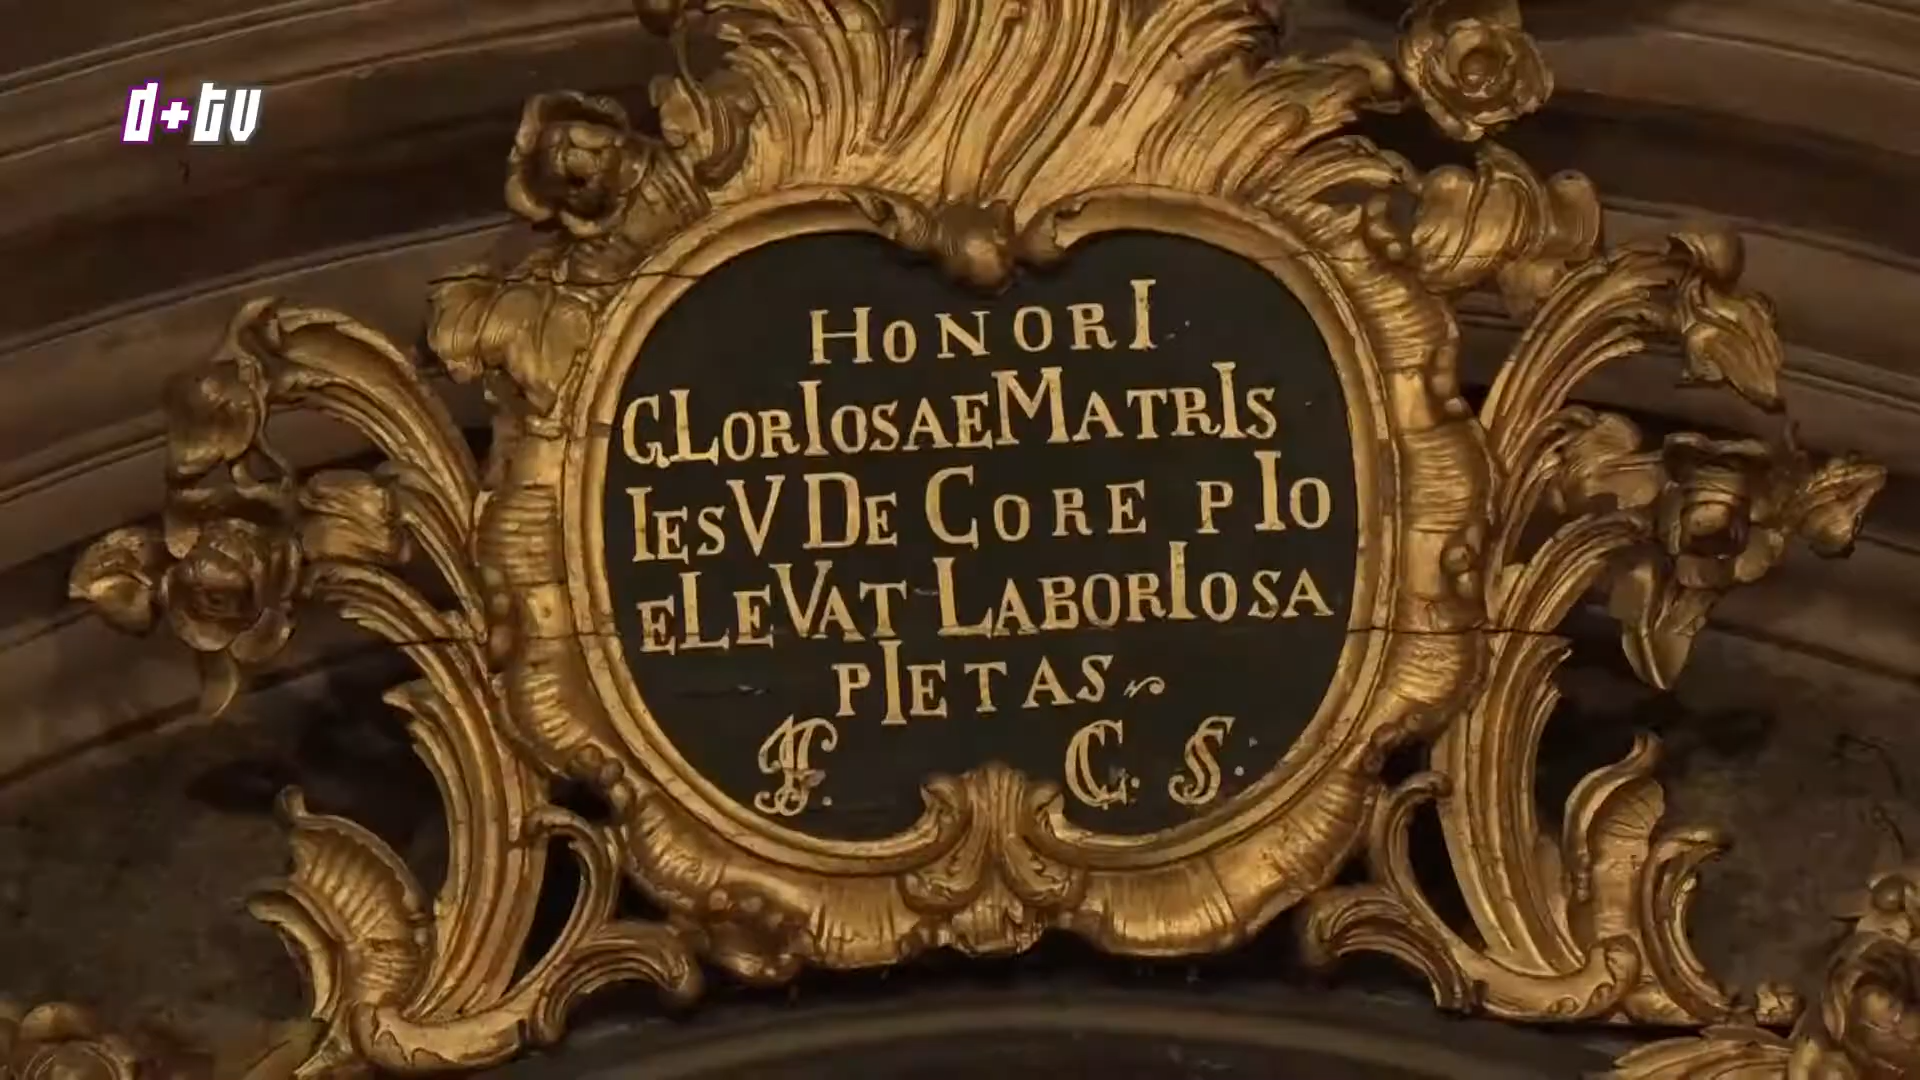 d+tv
HONORI
GLORIOSAE MATRIS
IESV DE CORE PIO
ELEVAT LABORIOSA
PIETAS
F. C. S.